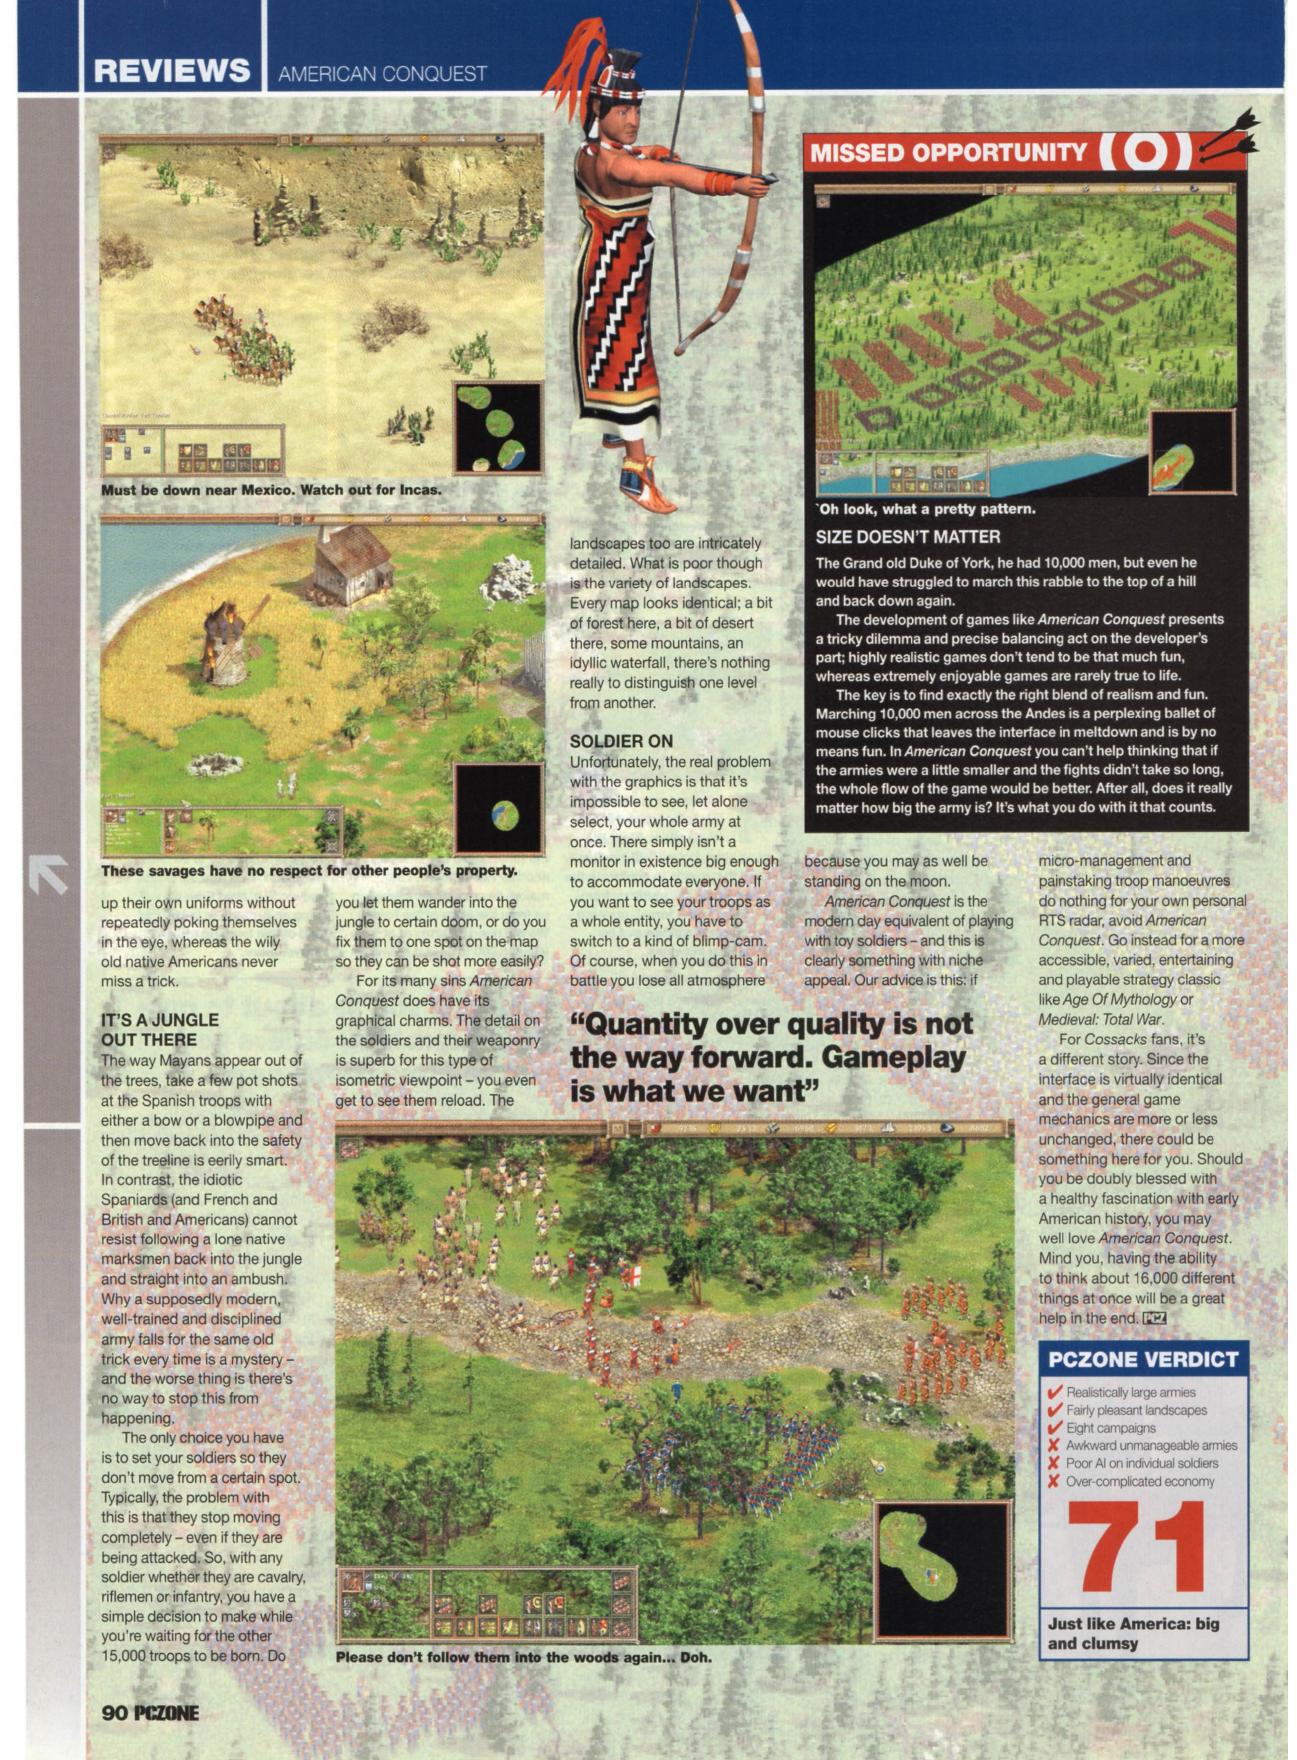 REVIEWS
AMERICAN CONQUEST
Must be down near Mexico. Watch out for Incas.
These savages have no respect for other people's property.
up their own uniforms without
repeatedly poking themselves
in the eye, whereas the wily
old native Americans never
miss a trick.
IT'S A JUNGLE
OUT THERE
The way Mayans appear out of
the trees, take a few pot shots
at the Spanish troops with
either a bow or a blowpipe and
then move back into the safety
of the treeline is eerily smart.
In contrast, the idiotic
Spaniards (and French and
British and Americans) cannot
resist following a lone native
marksmen back into the jungle
and straight into an ambush.
Why a supposedly modern,
well-trained and disciplined
army falls for the same old
trick every time is a mystery –
and the worse thing is there's
no way to stop this from
happening.
The only choice you have
is to set your soldiers so they
don't move from a certain spot.
Typically, the problem with
this is that they stop moving
completely – even if they are
being attacked. So, with any
soldier whether they are cavalry,
riflemen or infantry, you have a
simple decision to make while
you're waiting for the other
15,000 troops to be born. Do
you let them wander into the
jungle to certain doom, or do you
fix them to one spot on the map
so they can be shot more easily?
For its many sins American
Conquest does have its
graphical charms. The detail on
the soldiers and their weaponry
is superb for this type of
isometric viewpoint – you even
get to see them reload. The
landscapes too are intricately
detailed. What is poor though
is the variety of landscapes.
Every map looks identical; a bit
of forest here, a bit of desert
there, some mountains, an
idyllic waterfall, there's nothing
really to distinguish one level
from another.
SOLDIER ON
Unfortunately, the real problem
with the graphics is that it's
impossible to see, let alone
select, your whole army at
once. There simply isn't a
monitor in existence big enough
to accommodate everyone. If
you want to see your troops as
a whole entity, you have to
switch to a kind of blimp-cam.
Of course, when you do this in
battle you lose all atmosphere
because you may as well be
standing on the moon.
American Conquest is the
modern day equivalent of playing
with toy soldiers – and this is
clearly something with niche
appeal. Our advice is this: if
micro-management and
painstaking troop manoeuvres
do nothing for your own personal
RTS radar, avoid American
Conquest. Go instead for a more
accessible, varied, entertaining
and playable strategy classic
like Age Of Mythology or
Medieval: Total War.
For Cossacks fans, it's
a different story. Since the
interface is virtually identical
and the general game
mechanics are more or less
unchanged, there could be
something here for you. Should
you be doubly blessed with
a healthy fascination with early
American history, you may
well love American Conquest.
Mind you, having the ability
to think about 16,000 different
things at once will be a great
help in the end. PCZ
"Quantity over quality is not
the way forward. Gameplay
is what we want"
Please don't follow them into the woods again... Doh.
MISSED OPPORTUNITY
`Oh look, what a pretty pattern.
SIZE DOESN'T MATTER
The Grand old Duke of York, he had 10,000 men, but even he
would have struggled to march this rabble to the top of a hill
and back down again.
The development of games like American Conquest presents
a tricky dilemma and precise balancing act on the developer's
part; highly realistic games don't tend to be that much fun,
whereas extremely enjoyable games are rarely true to life.
The key is to find exactly the right blend of realism and fun.
Marching 10,000 men across the Andes is a perplexing ballet of
mouse clicks that leaves the interface in meltdown and is by no
means fun. In American Conquest you can't help thinking that if
the armies were a little smaller and the fights didn't take so long,
the whole flow of the game would be better. After all, does it really
matter how big the army is? It's what you do with it that counts.
PCZONE VERDICT
Realistically large armies
Fairly pleasant landscapes
Eight campaigns
Awkward unmanageable armies
Poor AI on individual soldiers
Over-complicated economy
71
Just like America: big
and clumsy
90 PCZONE